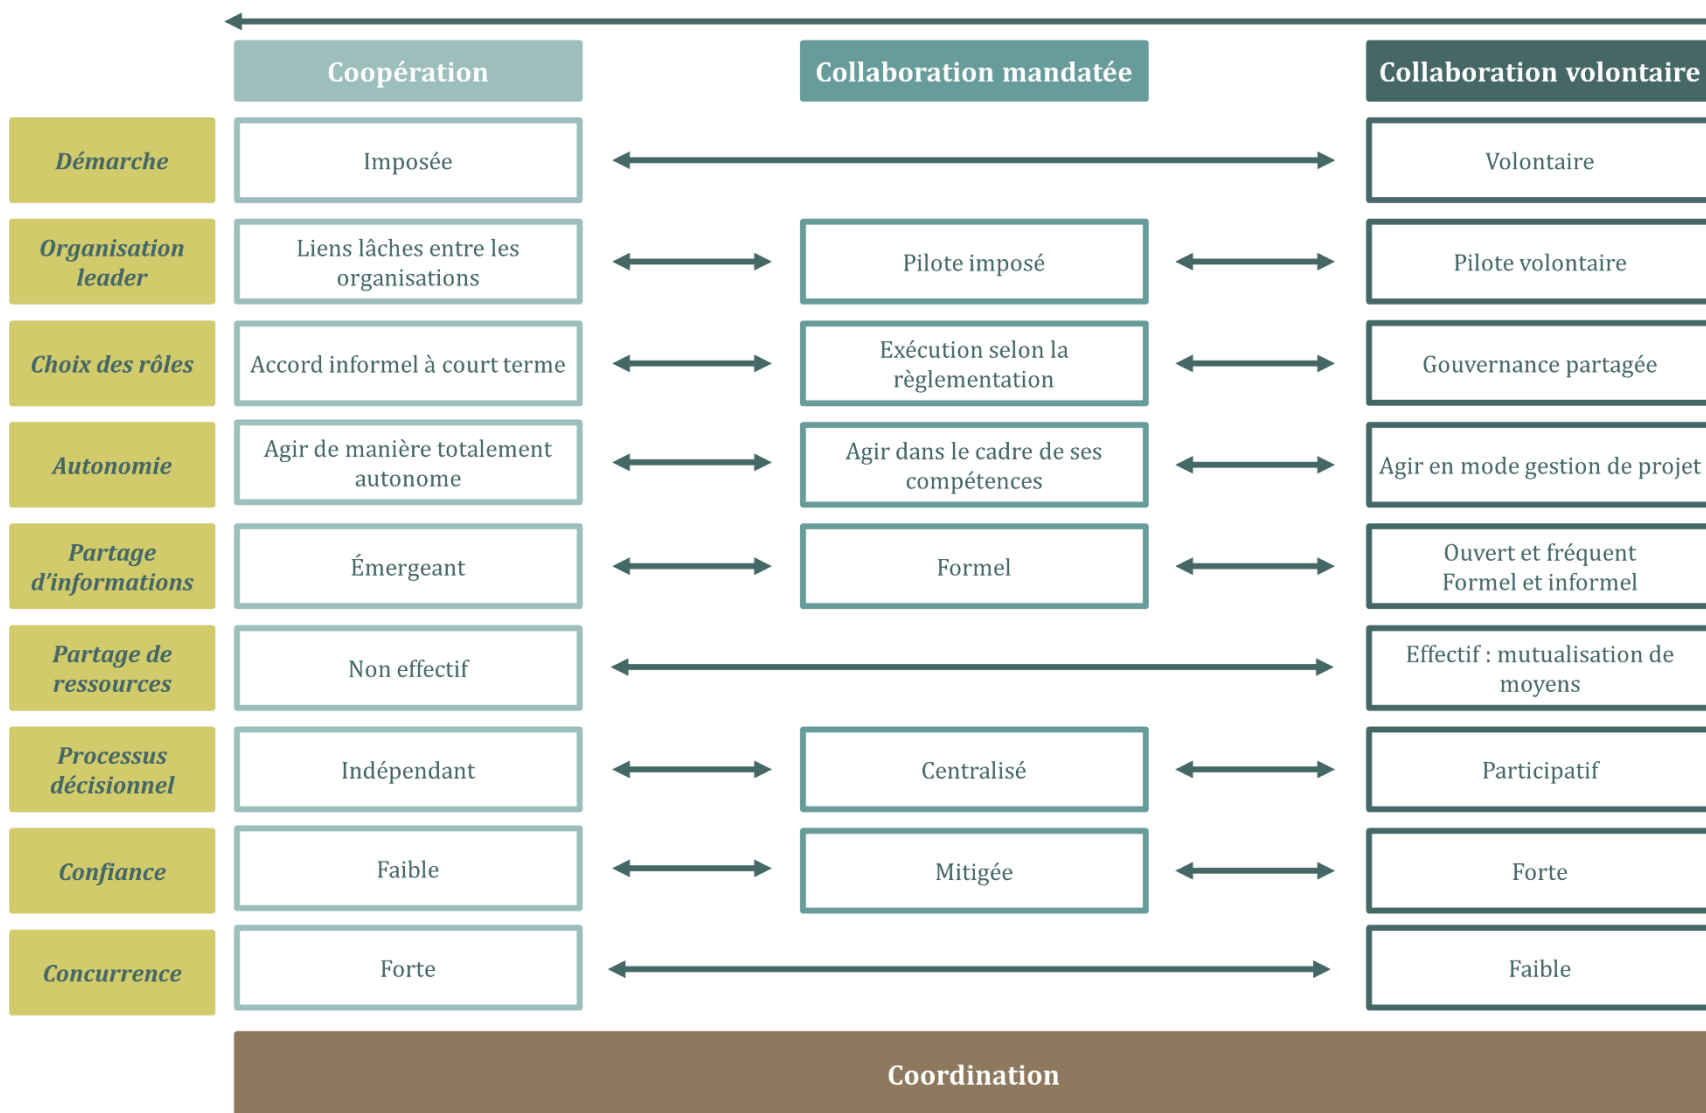 Coopération
Collaboration mandatée
Collaboration volontaire
Démarche
Imposée
Volontaire
Organisation
leader
Liens lâches entre les
organisations
Pilote imposé
Pilote volontaire
Choix des rôles
Accord informel à court terme
Exécution selon la
règlementation
Gouvernance partagée
Autonomie
Agir de manière totalement
autonome
Agir dans le cadre de ses
compétences
Agir en mode gestion de projet
Partage
d’informations
Émergeant
Formel
Ouvert et fréquent
Formel et informel
Partage de
ressources
Non effectif
Effectif : mutualisation de
moyens
Processus
décisionnel
Indépendant
Centralisé
Participatif
Confiance
Faible
Mitigée
Forte
Concurrence
Forte
Faible
Coordination